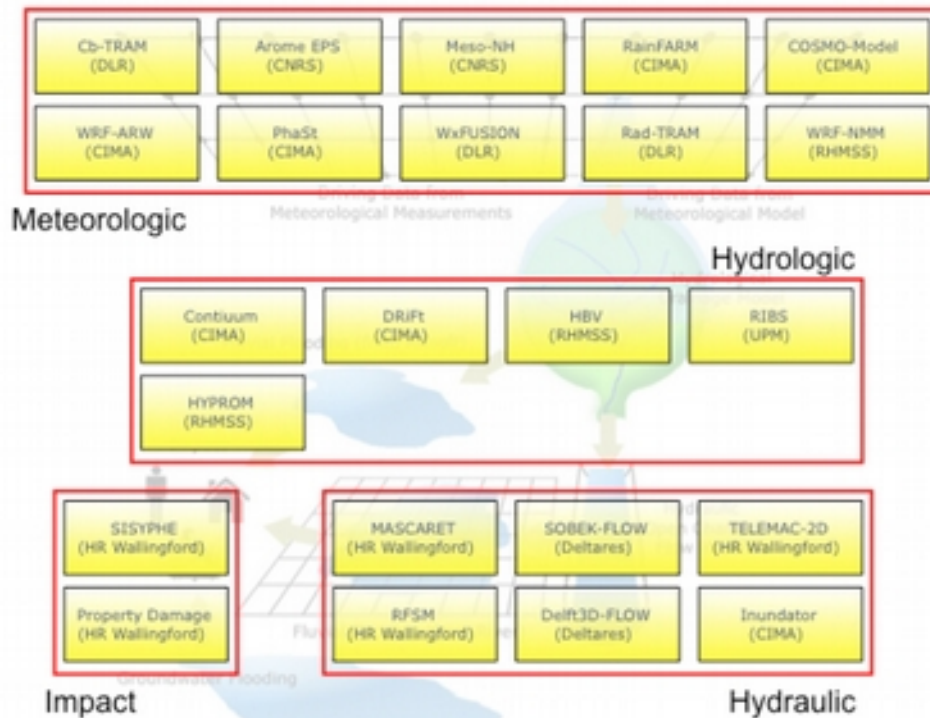 Cb-TRAM
(DLR)
Arome EPS
(CNRS)
Meso-NH
(CNRS)
RainFARM
(CIMA)
COSMO-Model
(CIMA)
WRF-ARW
(CIMA)
PhaSt
(CIMA)
WxFUSION
(DLR)
Rad-TRAM
(DLR)
WRF-NMM
(RHMSS)
Driving Data from
Meteorological Measurements
Driving Data from
Meteorological Model
Meteorologic
Hydrologic
Contiuum
(CIMA)
DRiFt
(CIMA)
HBV
(RHMSS)
RIBS
(UPM)
HYPROM
(RHMSS)
SISYPHE
(HR Wallingford)
Property Damage
(HR Wallingford)
MASCARET
(HR Wallingford)
SOBEK-FLOW
(Deltares)
TELEMAC-2D
(HR Wallingford)
RFSM
(HR Wallingford)
Delft3D-FLOW
(Deltares)
Inundator
(CIMA)
Groundwater Flooding
Impact
Hydraulic